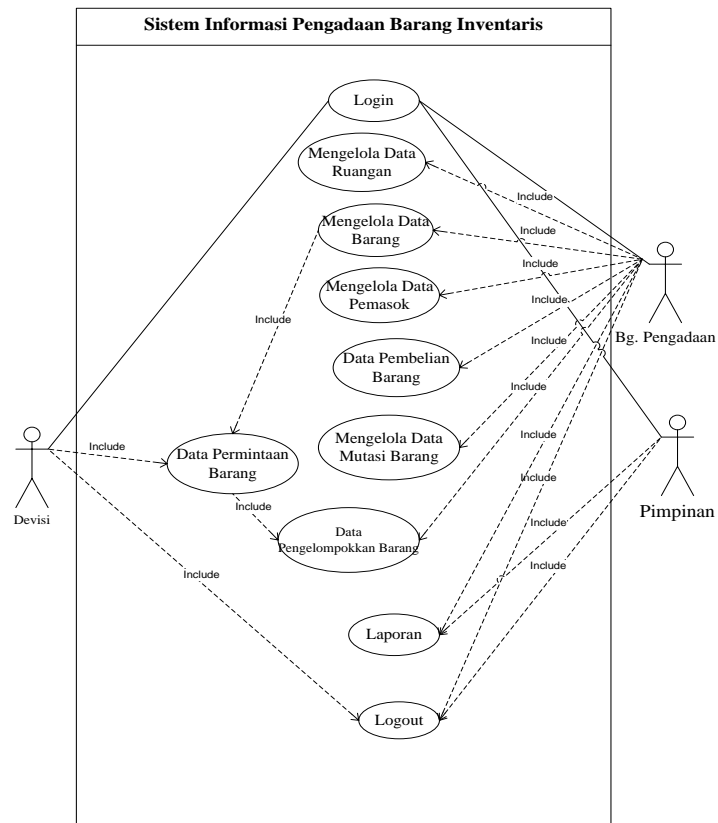 Sistem Informasi Pengadaan Barang Inventaris
Login
Mengelola Data
Ruangan
Include
Mengelola Data
Barang
Include
Mengelola Data
Pemasok
Include
Include
Bg. Pengadaan
Include
Data Pembelian
Barang
Include
Include
Mengelola Data
Mutasi Barang
Include
Include
Data Permintaan
Barang
Devisi
Pimpinan
Include
Data
Pengelompokkan Barang
Include
Include
Include
Laporan
Logout